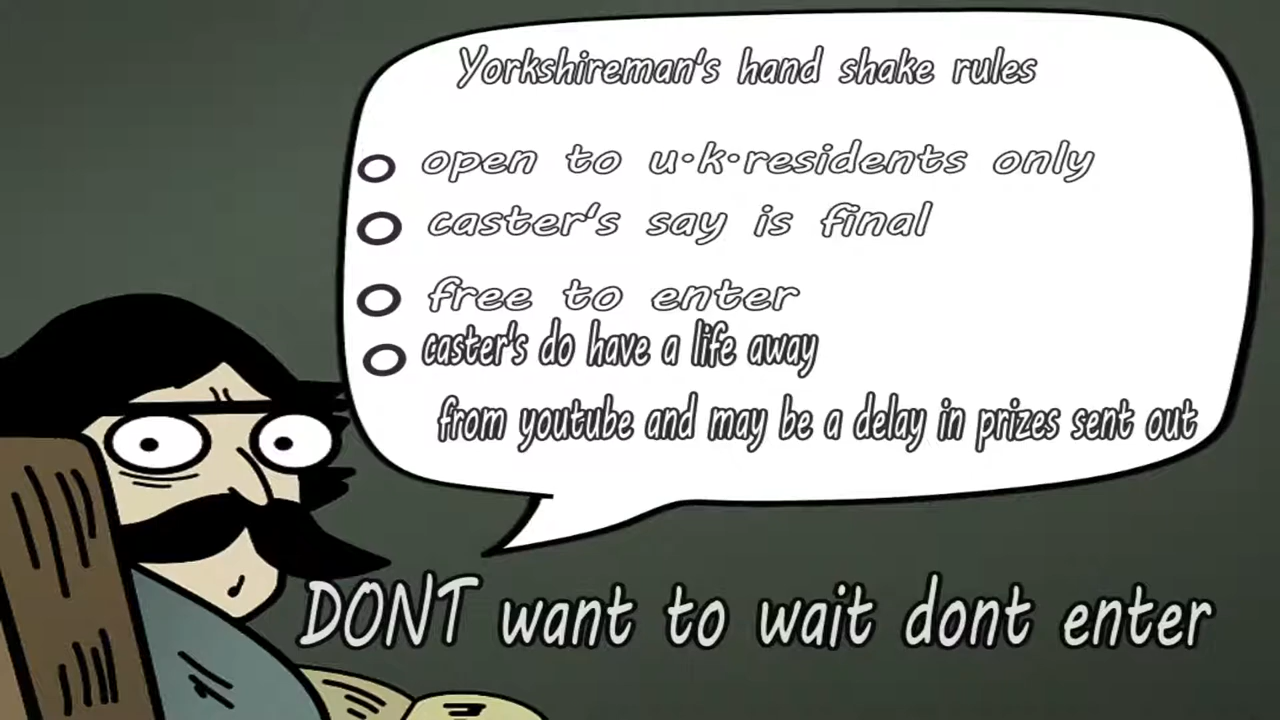 Yorkshireman's hand shake rules
open to u.k.residents only
caster's say is final
free to enter
caster's do have a life away
from youtube and may be a delay in prizes sent out
DONT want to wait dont enter